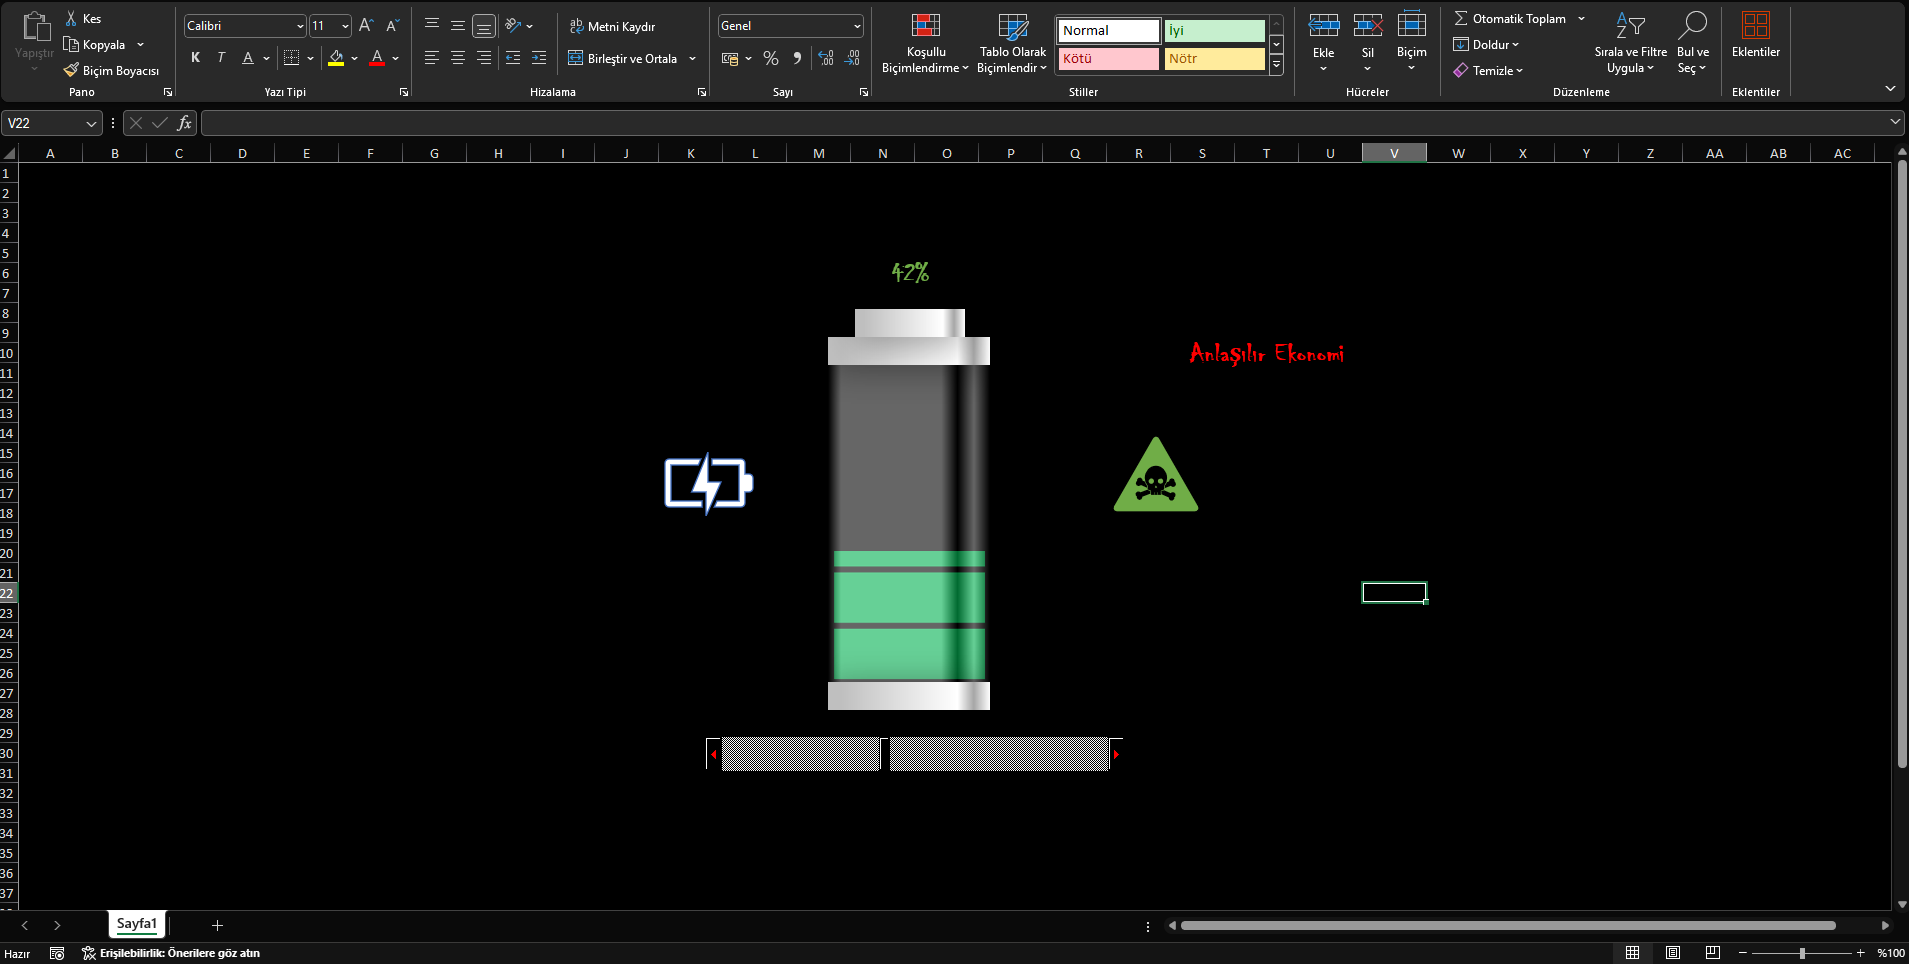 Yapıştır
Kes
Kopyala
Biçim Boyacısı
Pano
Calibri
11
K T A
Yazı Tipi
Metni Kaydır
Birleştir ve Ortala
Hizalama
Genel
Sayı
Koşullu
Biçimlendirme
Tablo Olarak
Biçimlendir
Normal
İyi
Kötü
Nötr
Stiller
Ekle
Sil
Biçim
Hücreler
Otomatik Toplam
Doldur
Temizle
Sırala ve Filtre
Uygula
Bul ve
Seç
Düzenleme
Eklentiler
Eklentiler
V22
fx
A B C D E F G H I J K L M N O P Q R S T U V W X Y Z AA AB AC
1
2
3
4
5
6
7
8
9
10
11
12
13
14
15
16
17
18
19
20
21
22
23
24
25
26
27
28
29
30
31
32
33
34
35
36
37
42%
Anlaşılır Ekonomi
Sayfa1
Hazır
Erişilebilirlik: Önerilere göz atın
%100